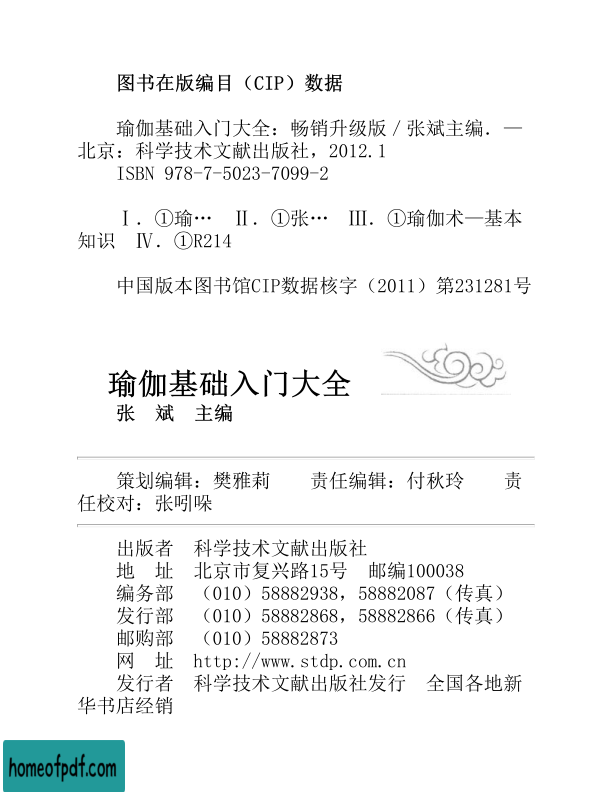 图书在版编目（CIP）数据
瑜伽基础入门大全：畅销升级版／张斌主编．—
北京：科学技术文献出版社，2012.1
ISBN 978-7-5023-7099-2
Ⅰ．①瑜… Ⅱ．①张… Ⅲ．①瑜伽术—基本
知识 Ⅳ．①R214
中国版本图书馆CIP数据核字（2011）第231281号
瑜伽基础入门大全
张 斌 主编
策划编辑：樊雅莉 责任编辑：付秋玲 责
任校对：张吲哚
出版者 科学技术文献出版社
地 址 北京市复兴路15号 邮编100038
编务部 （010）58882938，58882087（传真）
发行部 （010）58882868，58882866（传真）
邮购部 （010）58882873
网 址 http://www.stdp.com.cn
发行者 科学技术文献出版社发行 全国各地新
华书店经销
homeofpdf.com